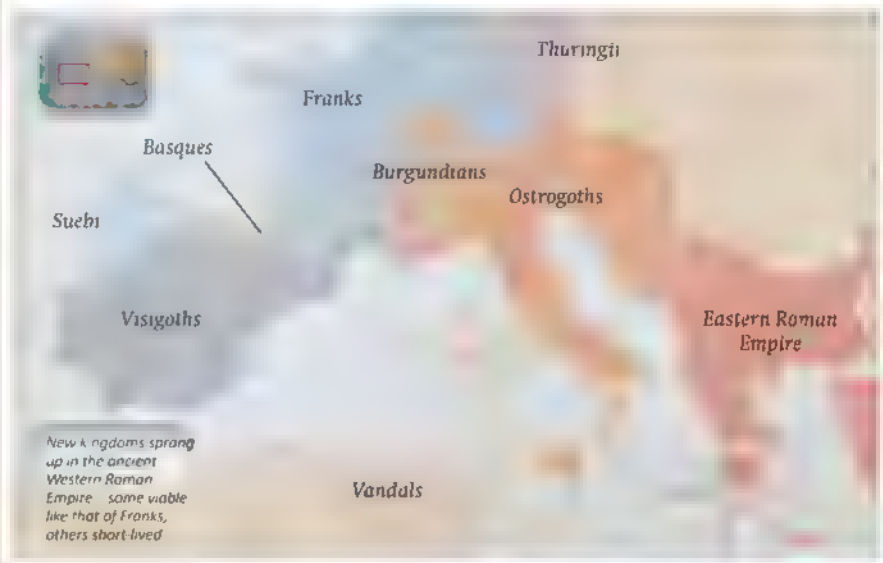 Thuringii
Franks
Basques
Burgundians
Ostrogoths
Suebi
Visigoths
Eastern Roman
Empire
Vandals
New kingdoms sprang
up in the ancient
Western Roman
Empire some viable
like that of Franks,
others short-lived